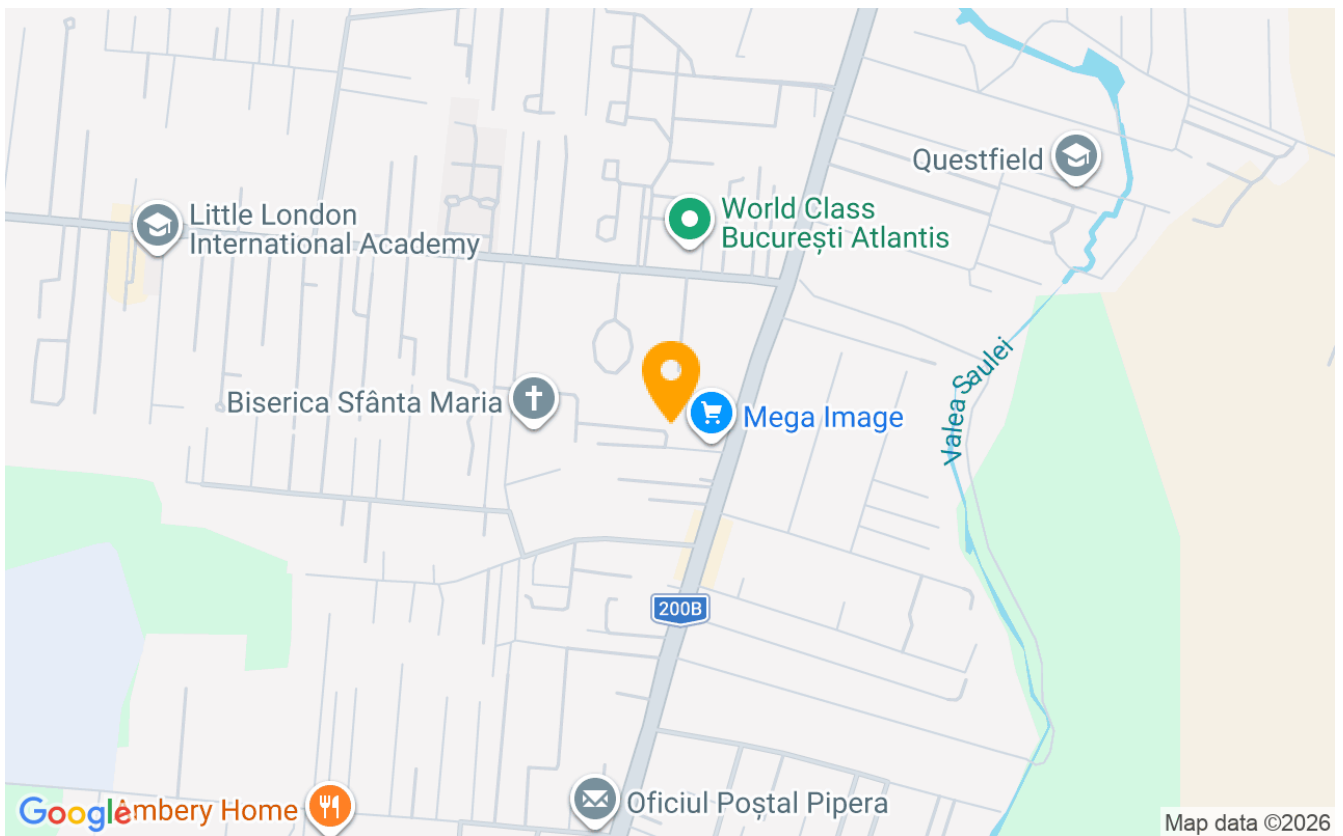 Questfield
Little London
International Academy
World Class
București Atlantis
Valea Saulei
Biserica Sfânta Maria
Mega Image
200B
Oficiul Poștal Pipera
Google
Ambery Home
Map data ©2026